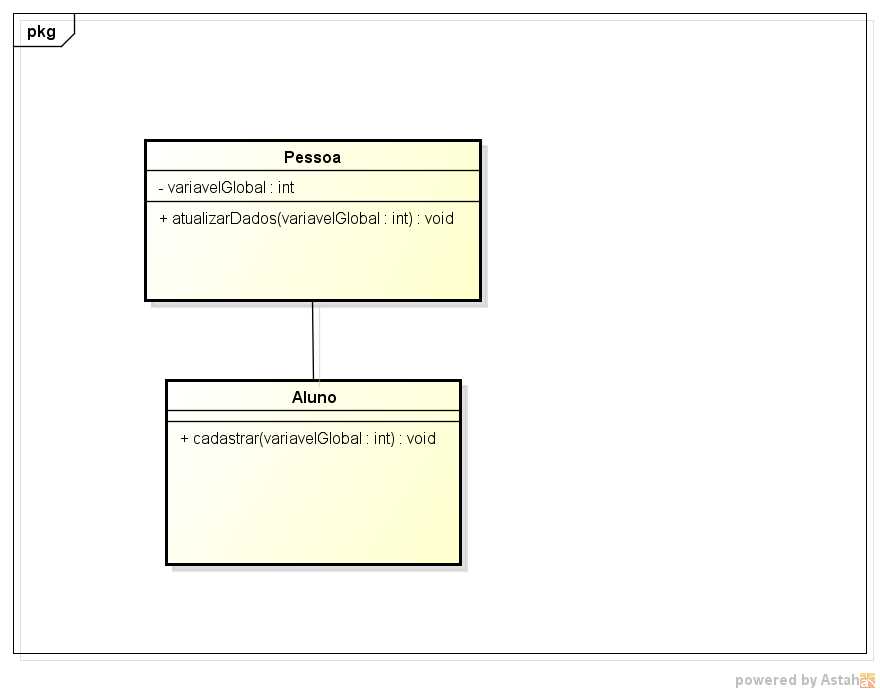 pkg
Pessoa
- variavelGlobal : int
+ atualizarDados(variavelGlobal : int) : void
Aluno
+ cadastrar(variavelGlobal : int) : void
powered by Astah